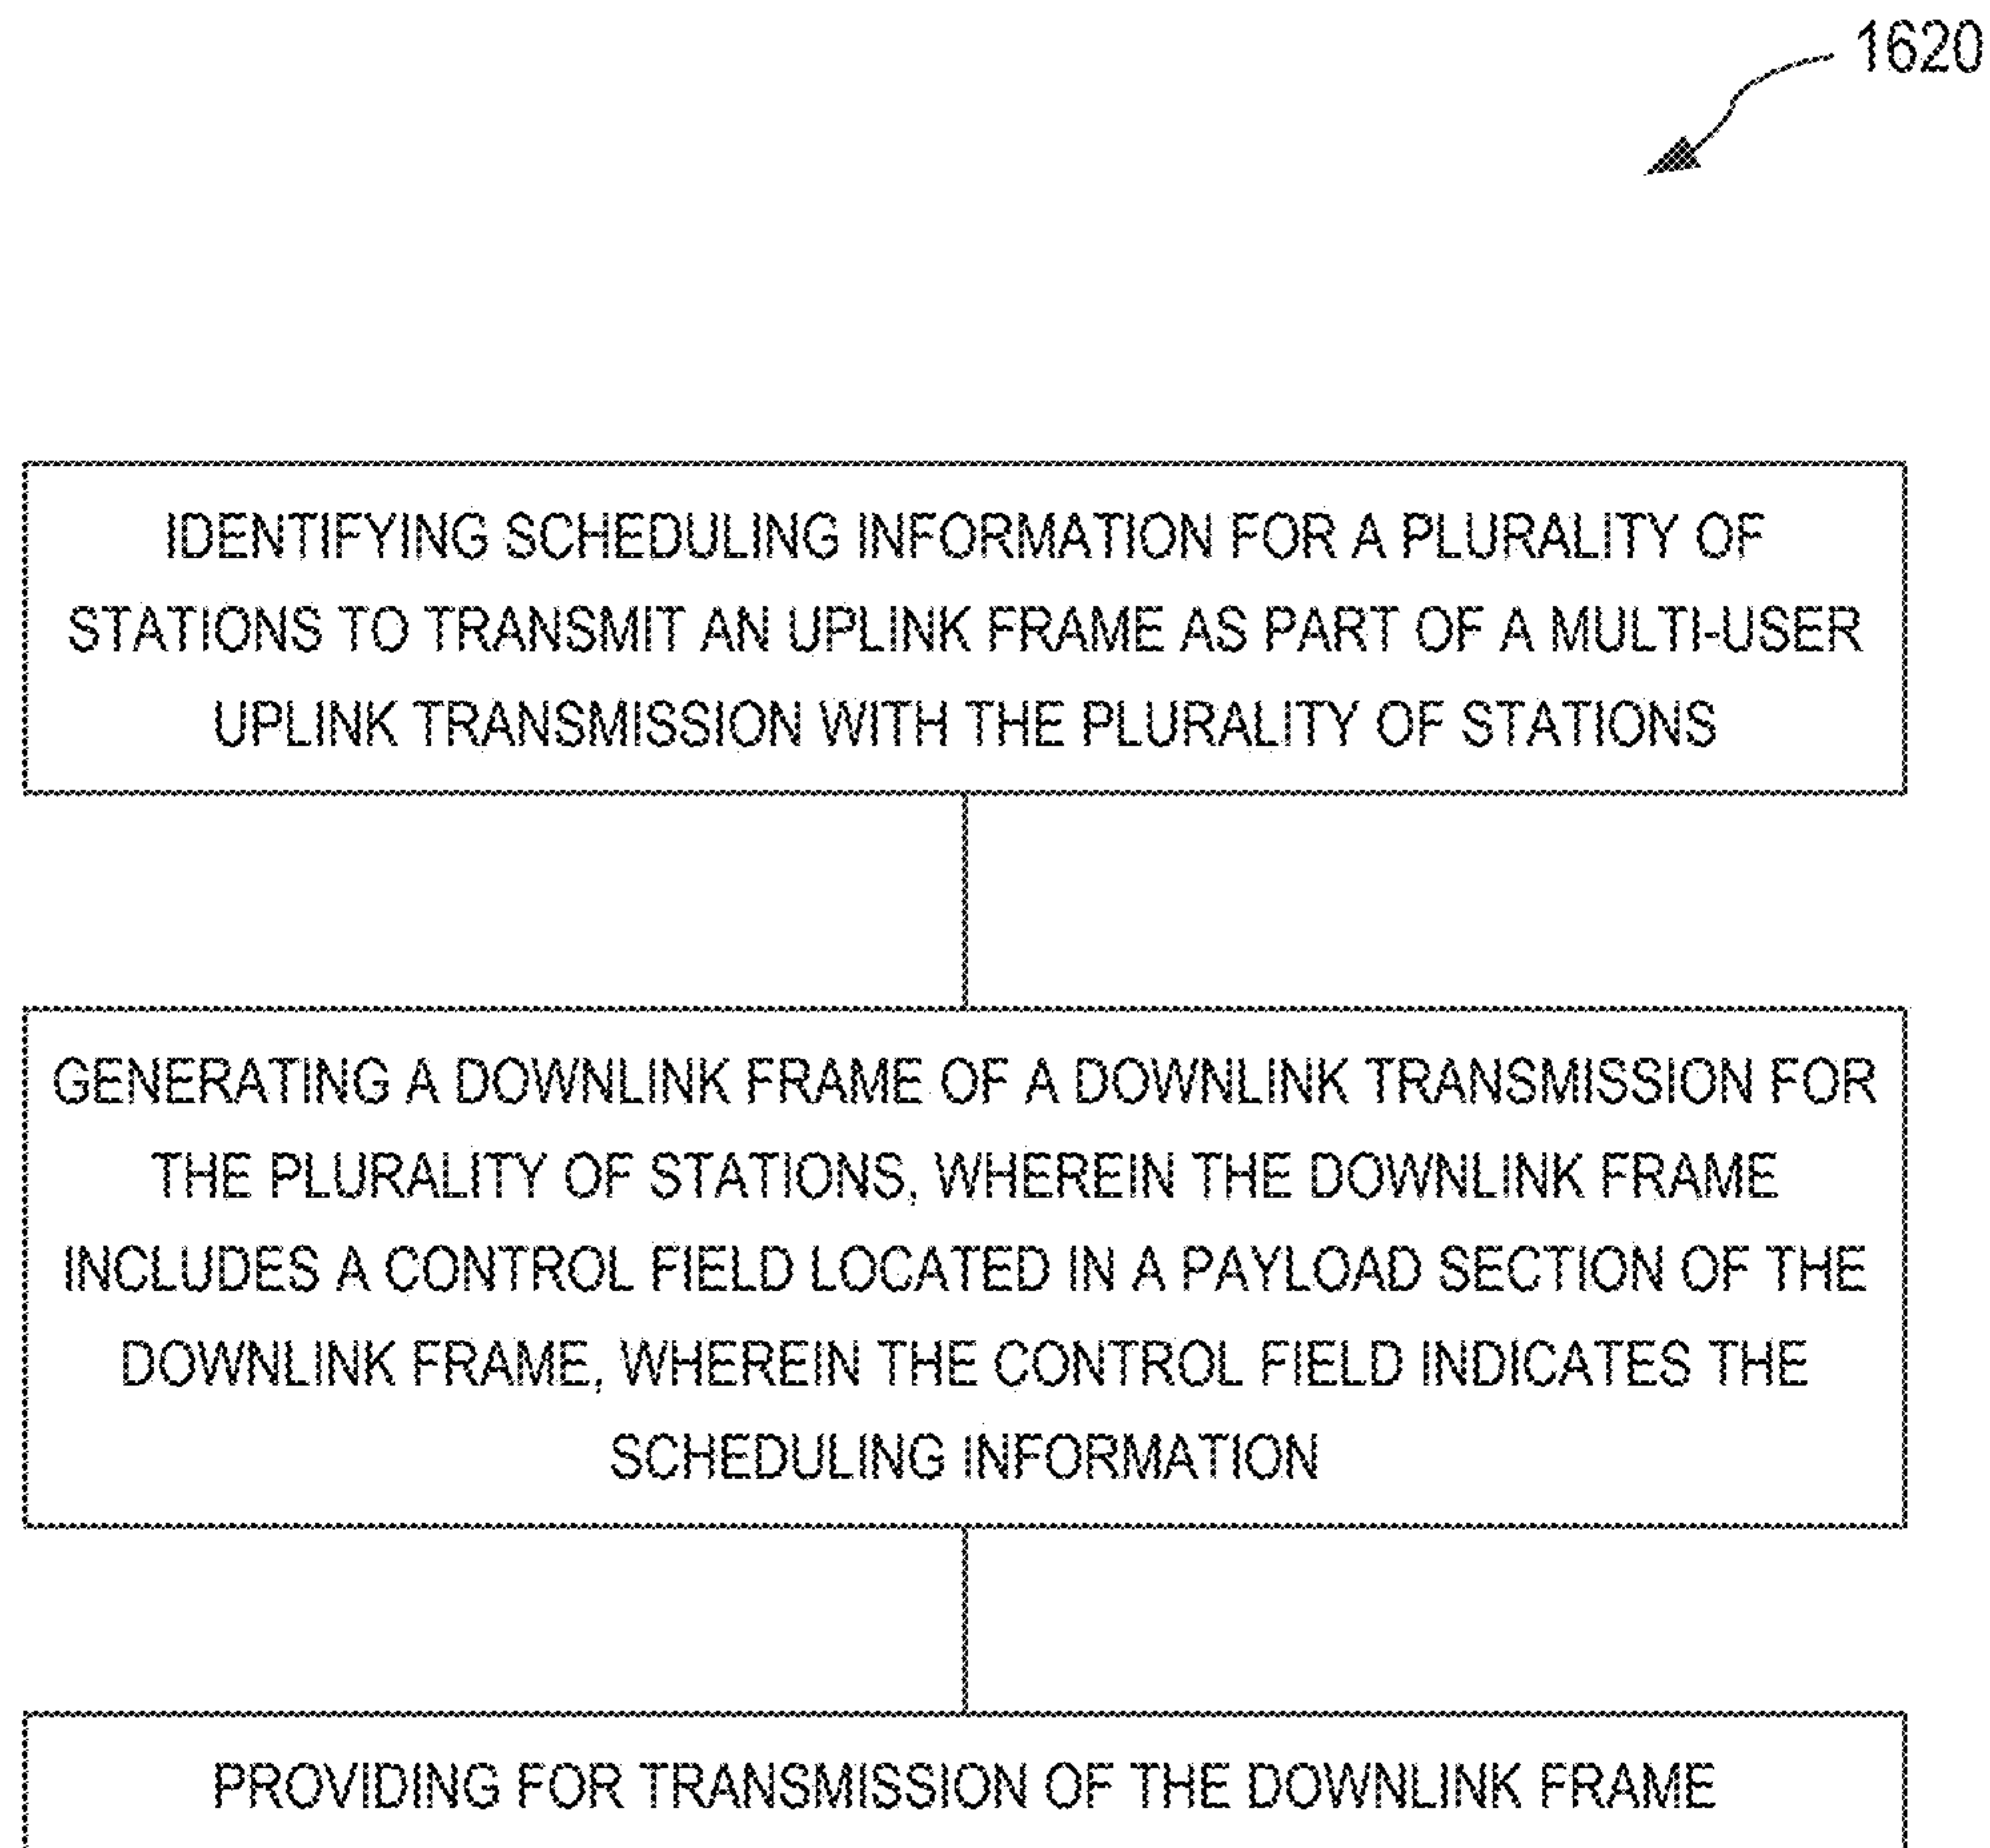 1620
IDENTIFYING SCHEDULING INFORMATION FOR A PLURALITY OF
STATIONS TO TRANSMIT AN UPLINK FRAME AS PART OF A MULTI-USER
UPLINK TRANSMISSION WITH THE PLURALITY OF STATIONS
GENERATING A DOWNLINK FRAME OF A DOWNLINK TRANSMISSION FOR
THE PLURALITY OF STATIONS, WHEREIN THE DOWNLINK FRAME
INCLUDES A CONTROL FIELD LOCATED IN A PAYLOAD SECTION OF THE
DOWNLINK FRAME, WHEREIN THE CONTROL FIELD INDICATES THE
SCHEDULING INFORMATION
PROVIDING FOR TRANSMISSION OF THE DOWNLINK FRAME